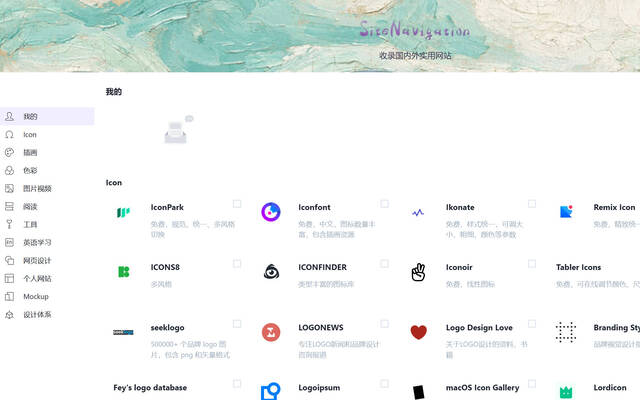 SiteNavigation
收录国内外实用网站
我的
Icon
插画
色彩
图片视频
阅读
工具
英语学习
网页设计
个人网站
Mockup
设计体系
我的
Icon
IconPark
免费、规范、统一、多风格
切换
Iconfont
免费、中文、图标数量丰
富、包含插画资源
Ikonate
免费、样式统一、可调大
小、粗细、颜色等参数
Remix Icon
免费、精致统一
ICONS8
多风格
ICONFINDER
类型丰富的图标库
Iconoir
免费、线性图标
Tabler Icons
免费、可在线调节颜色、尺
seeklogo
500000+ 个品牌 logo 图
片，包含 png 和矢量格式
LOGONEWS
专注LOGO新闻和品牌设计
咨询报道
Logo Design Love
关于LOGO设计的资料、书
籍
Branding Sty
品牌视觉设计
Fey's logo database
Logoipsum
macOS Icon Gallery
Lordicon